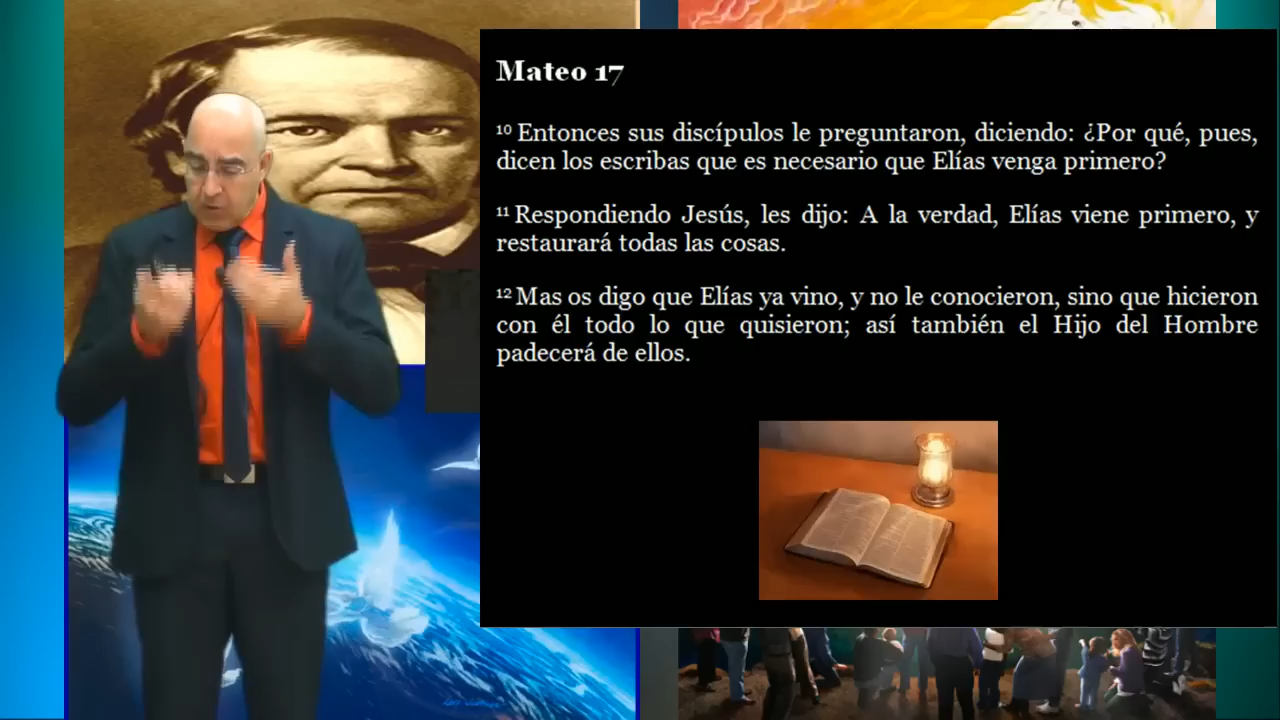 Mateo 17
¹⁰ Entonces sus discípulos le preguntaron, diciendo: ¿Por qué, pues,
dicen los escribas que es necesario que Elías venga primero?
¹¹ Respondiendo Jesús, les dijo: A la verdad, Elías viene primero, y
restaurará todas las cosas.
¹² Mas os digo que Elías ya vino, y no le conocieron, sino que hicieron
con él todo lo que quisieron; así también el Hijo del Hombre
padecerá de ellos.